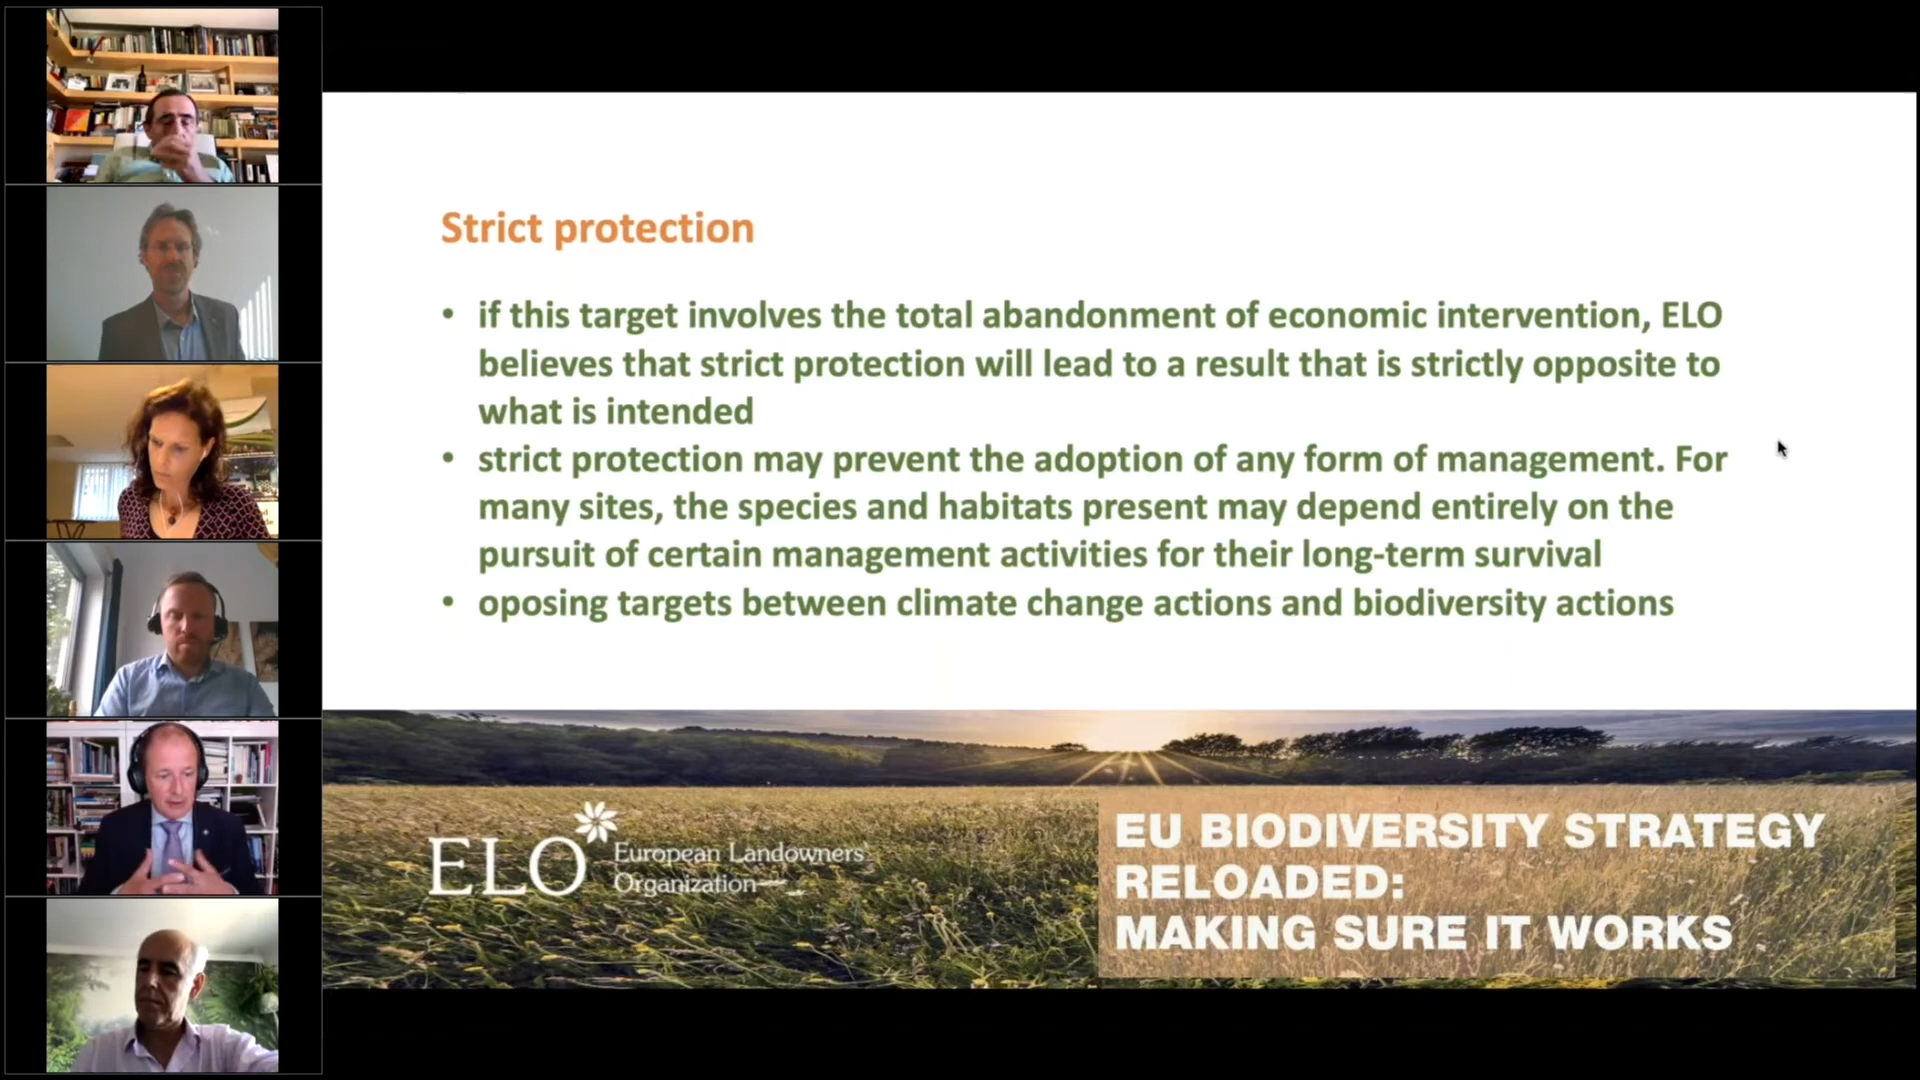 Strict protection
• if this target involves the total abandonment of economic intervention, ELO
believes that strict protection will lead to a result that is strictly opposite to
what is intended
• strict protection may prevent the adoption of any form of management. For
many sites, the species and habitats present may depend entirely on the
pursuit of certain management activities for their long-term survival
• oposing targets between climate change actions and biodiversity actions
ELO
European Landowners'
Organization
EU BIODIVERSITY STRATEGY
RELOADED:
MAKING SURE IT WORKS